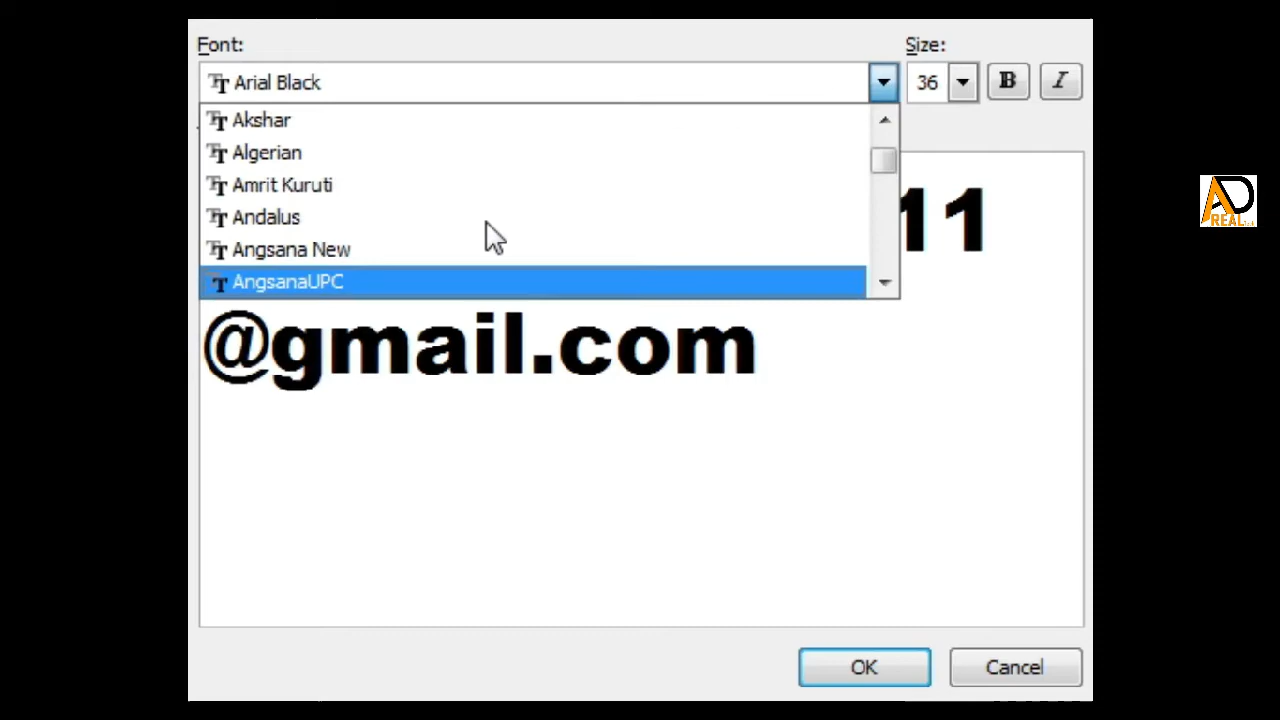 Font:
Size:
Arial Black
36
B
I
Akshar
Algerian
Amrit Kuruti
Andalus
Angsana New
AngsanaUPC
11
@gmail.com
OK
Cancel
AD
REAL